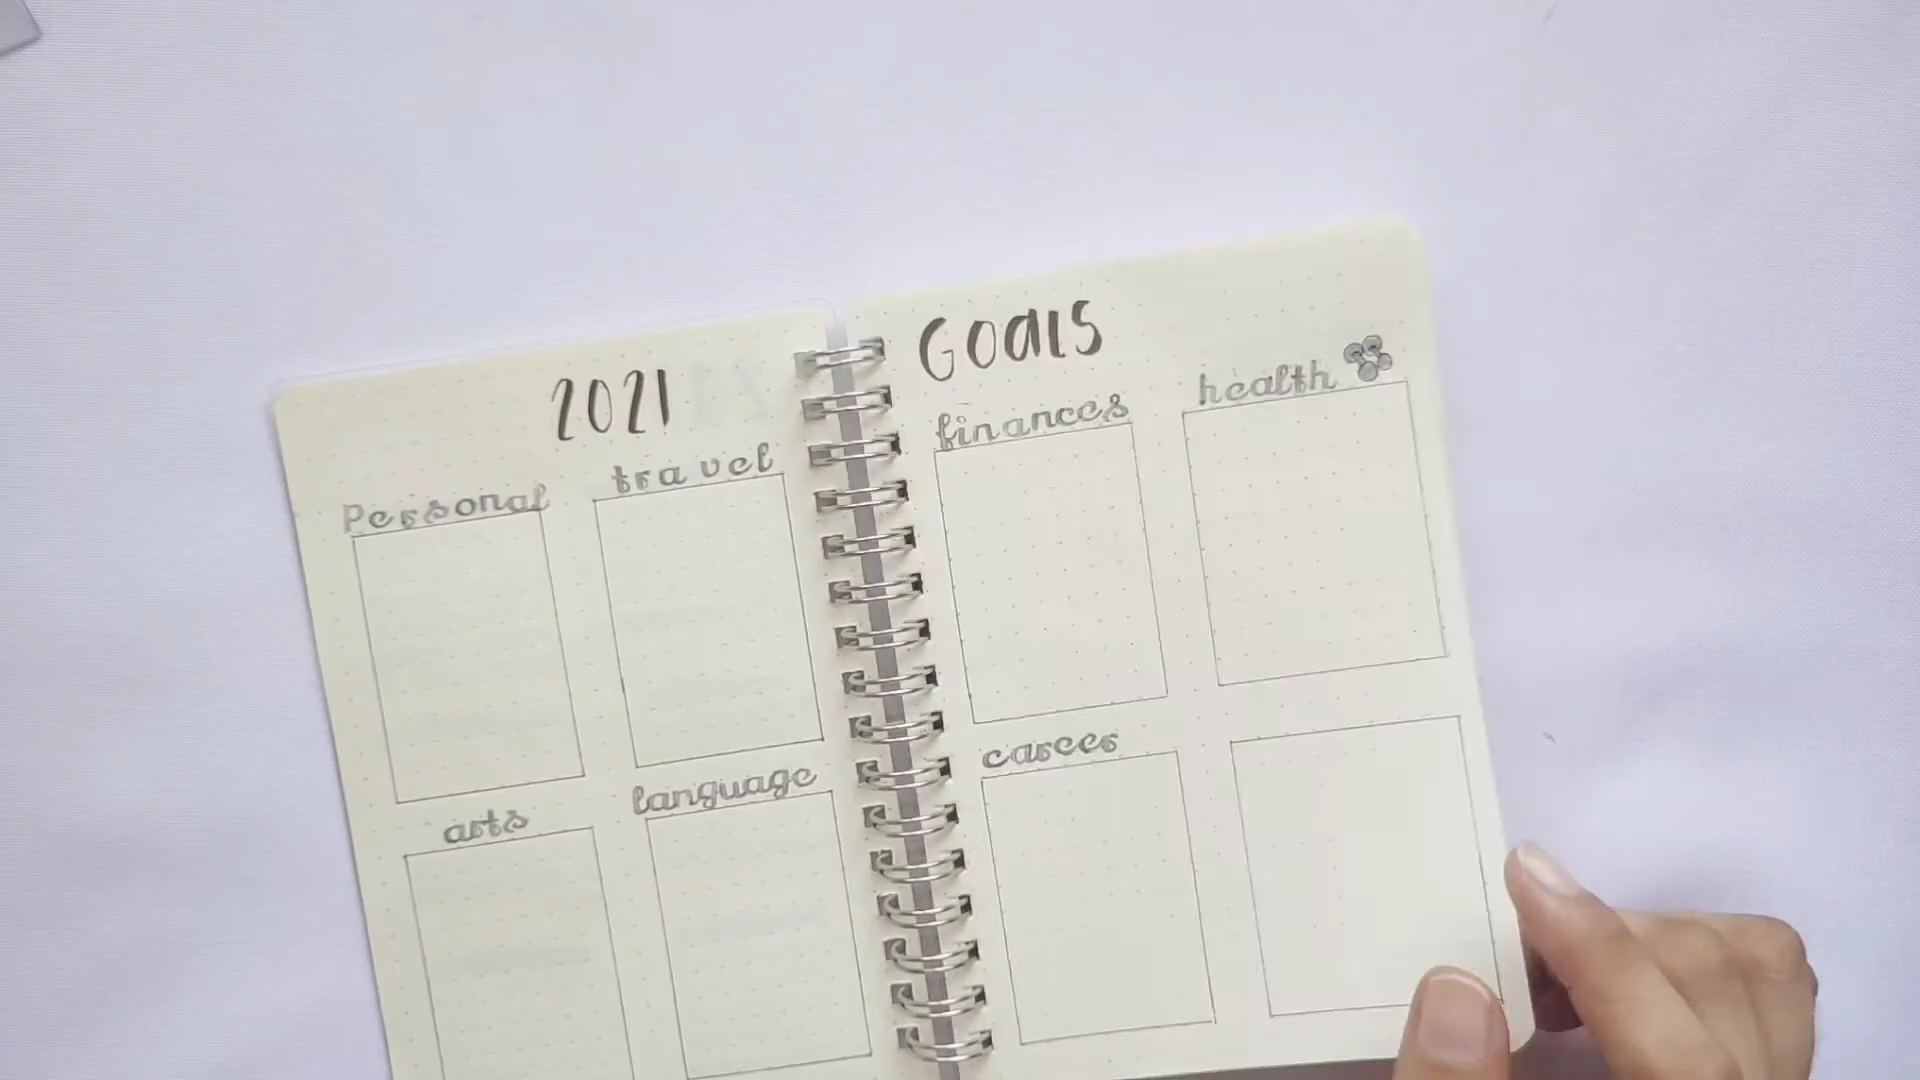 2021
Personal
travel
arts
language
GOALS
finances
health
career